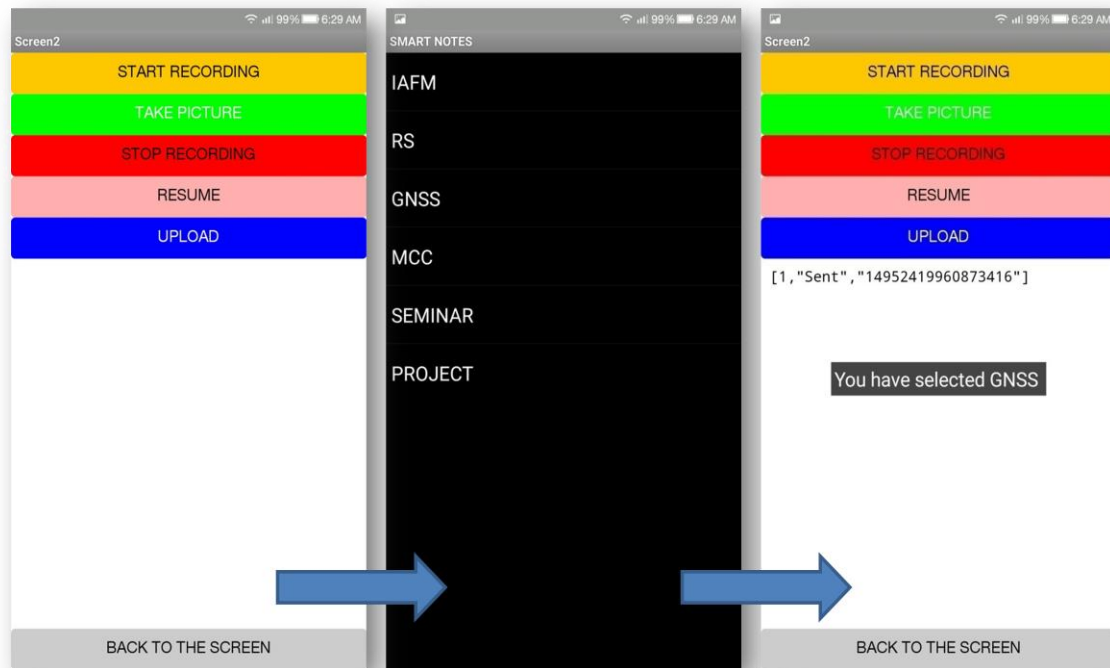 99% 6:29 AM
Screen2
START RECORDING
TAKE PICTURE
STOP RECORDING
RESUME
UPLOAD
BACK TO THE SCREEN
99% 6:29 AM
SMART NOTES
IAFM
RS
GNSS
MCC
SEMINAR
PROJECT
99% 6:29 AM
Screen2
START RECORDING
TAKE PICTURE
STOP RECORDING
RESUME
UPLOAD
[1,"Sent","14952419960873416"]
You have selected GNSS
BACK TO THE SCREEN